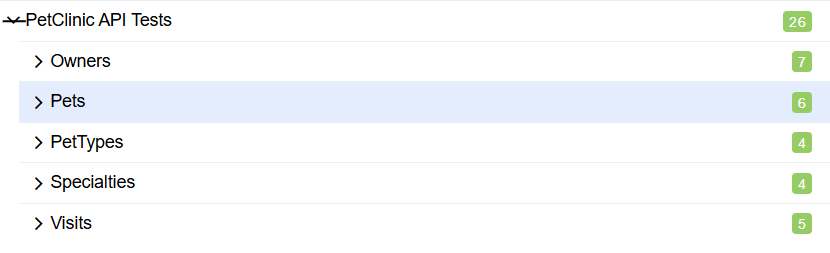 PetClinic API Tests 26
Owners 7
Pets 6
PetTypes 4
Specialties 4
Visits 5